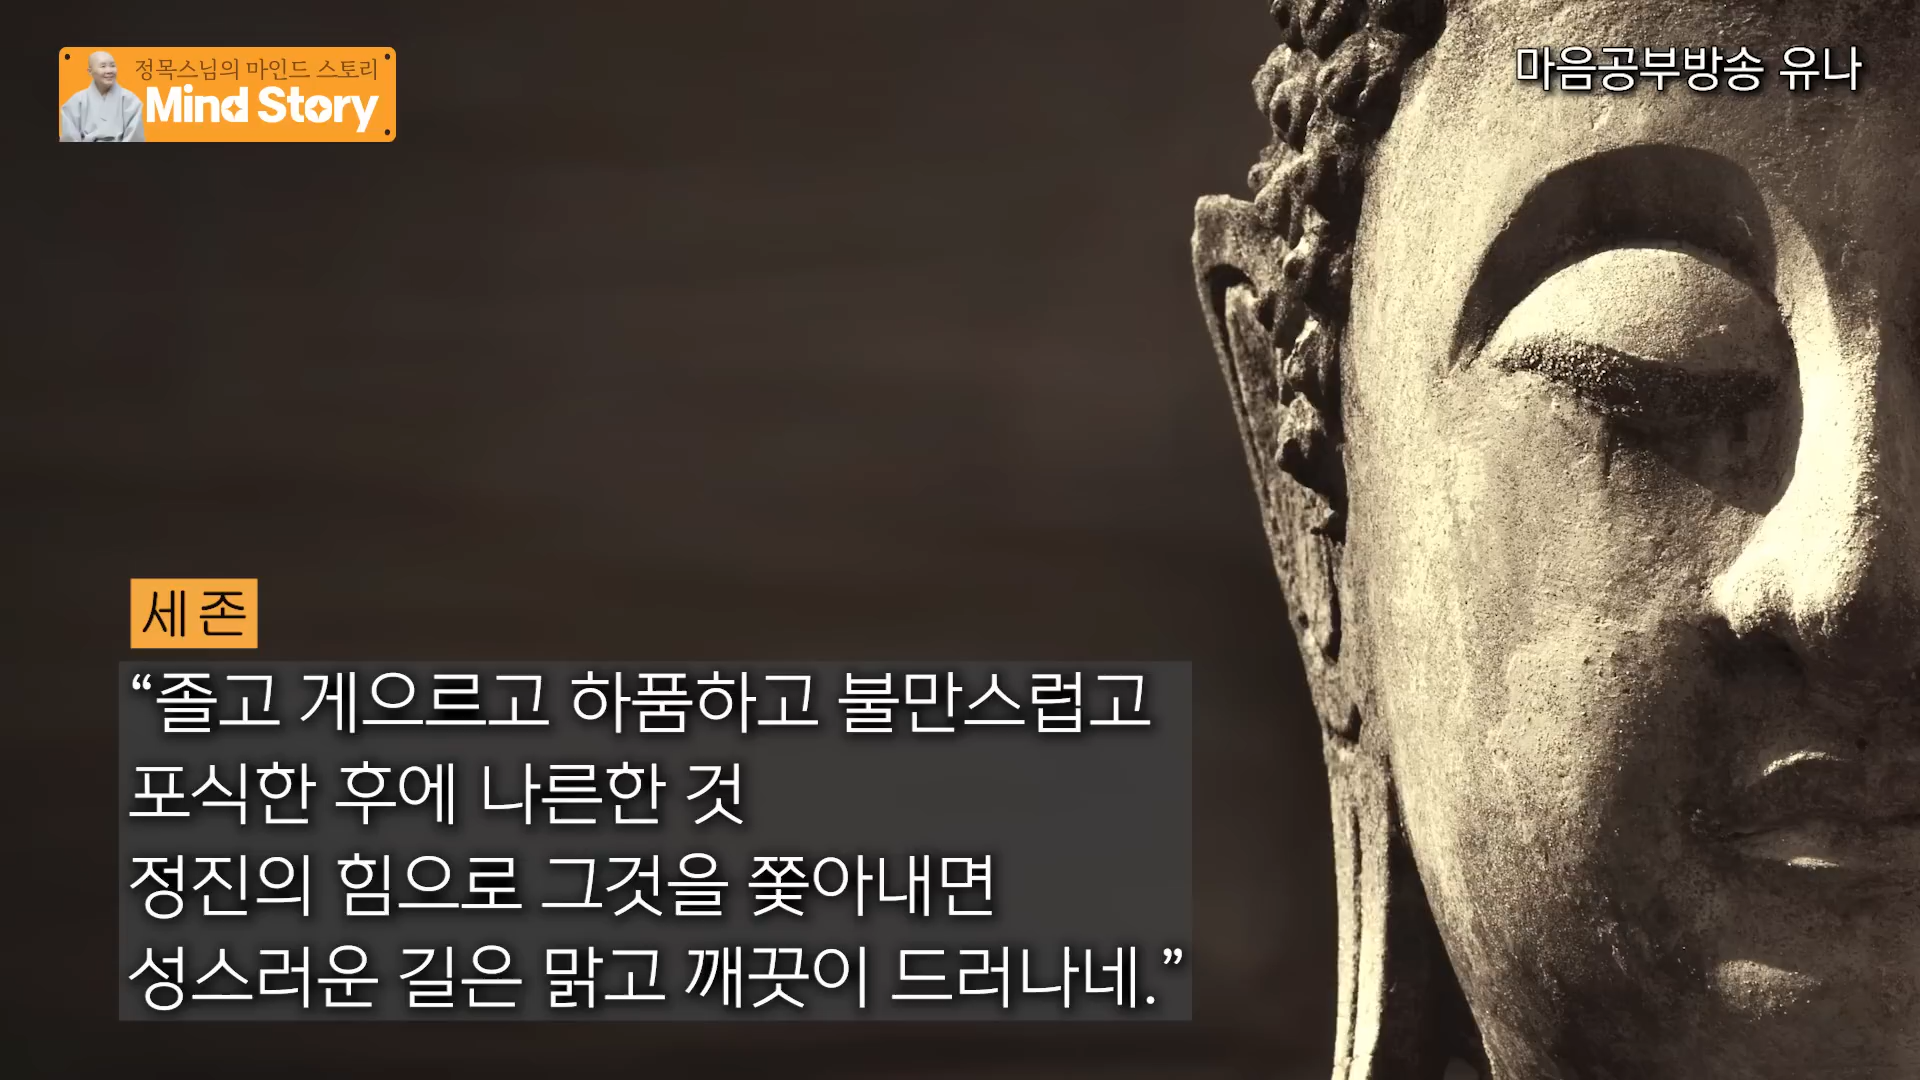 정목스님의 마인드 스토리
Mind Story
마음공부방송 유나
세존
“졸고 게으르고 하품하고 불만스럽고
포식한 후에 나른한 것
정진의 힘으로 그것을 쫓아내면
성스러운 길은 맑고 깨끗이 드러나네.”